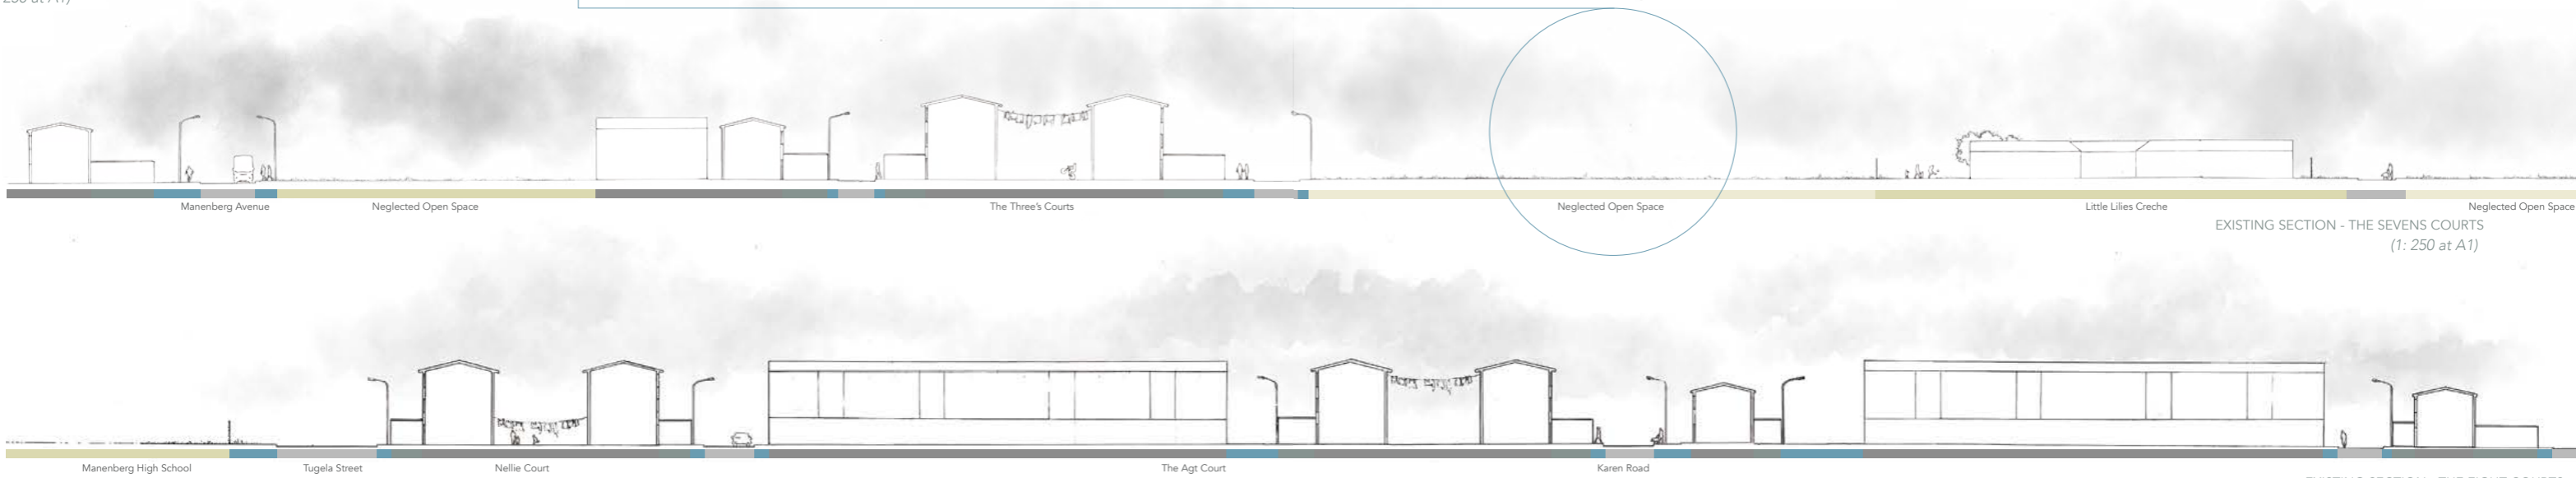 Manenberg Avenue
Neglected Open Space
The Three's Courts
Neglected Open Space
Little Lilies Creche
Neglected Open Space
EXISTING SECTION - THE SEVENS COURTS
(1: 250 at A1)
Manenberg High School
Tugela Street
Nellie Court
The Agt Court
Karen Road